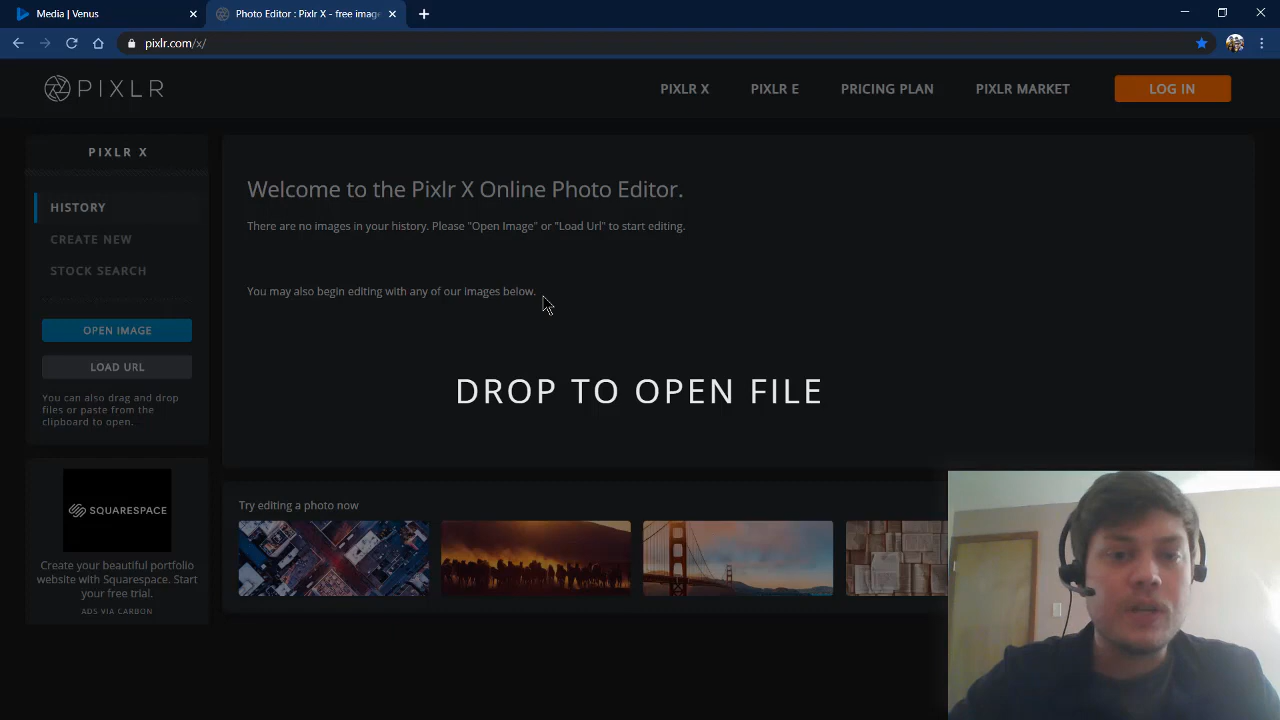 Media | Venus
Photo Editor : Pixlr X - free image
pixlr.com/x/
PIXLR
PIXLR X
PIXLR E
PRICING PLAN
PIXLR MARKET
LOG IN
PIXLR X
HISTORY
CREATE NEW
STOCK SEARCH
OPEN IMAGE
LOAD URL
You can also drag and drop
files or paste from the
clipboard to open.
SQUARESPACE
Create your beautiful portfolio
website with Squarespace. Start
your free trial.
ADS VIA CARBON
Welcome to the Pixlr X Online Photo Editor.
There are no images in your history. Please "Open Image" or "Load Url" to start editing.
You may also begin editing with any of our images below.
DROP TO OPEN FILE
Try editing a photo now